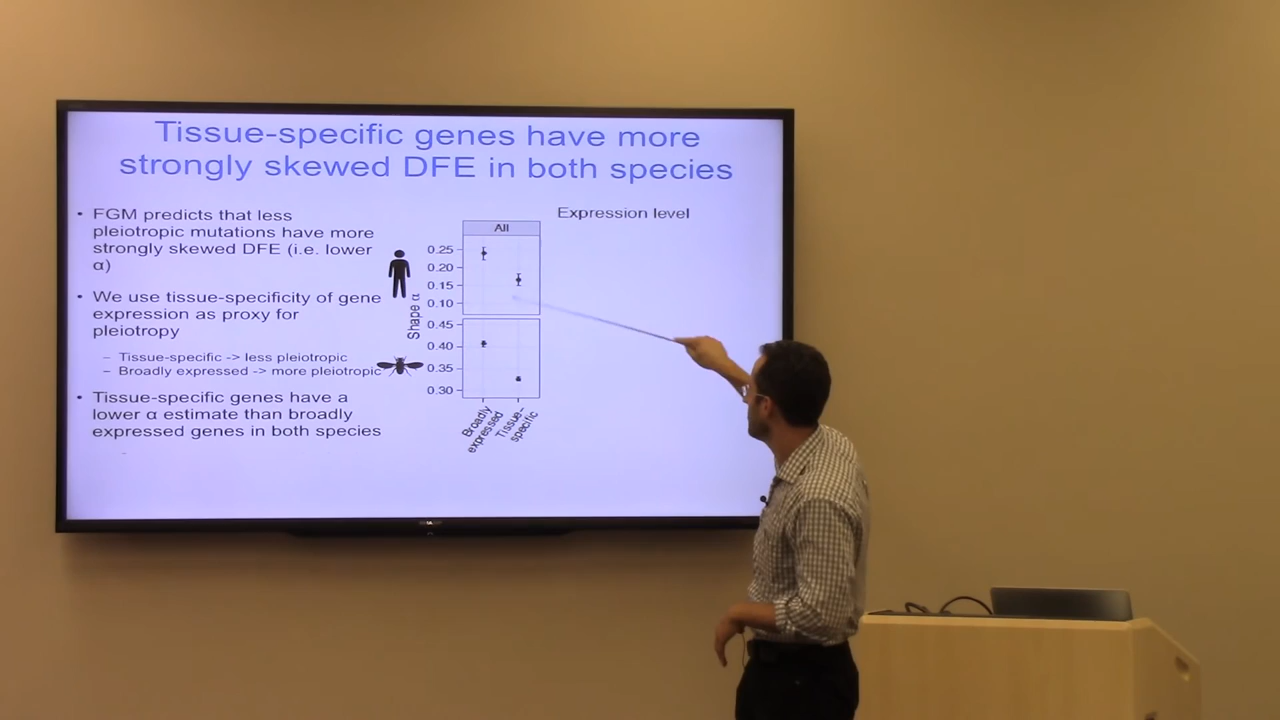 Tissue-specific genes have more
strongly skewed DFE in both species
• FGM predicts that less
pleiotropic mutations have more
strongly skewed DFE (i.e. lower
α)
• We use tissue-specificity of gene
expression as proxy for
pleiotropy
– Tissue-specific -> less pleiotropic
– Broadly expressed -> more pleiotropic
• Tissue-specific genes have a
lower α estimate than broadly
expressed genes in both species
Expression level
All
0.25
0.20
0.15
0.10
Shape α
0.45
0.40
0.35
0.30
Broadly
expressed
Tissue–
specific